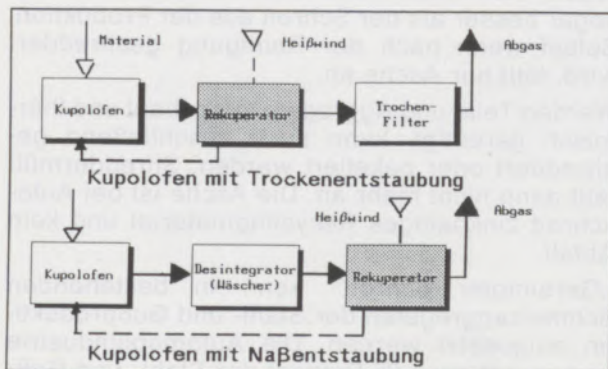 Material
Heißwind
Abgas
Kupolofen
Rekuperator
Trochen-
Filter
Kupolofen mit Trockenentstaubung
Heißwind
Abgas
Kupolofen
Desintegrator
(Wäscher)
Rekuperator
Kupolofen mit Naßentstaubung